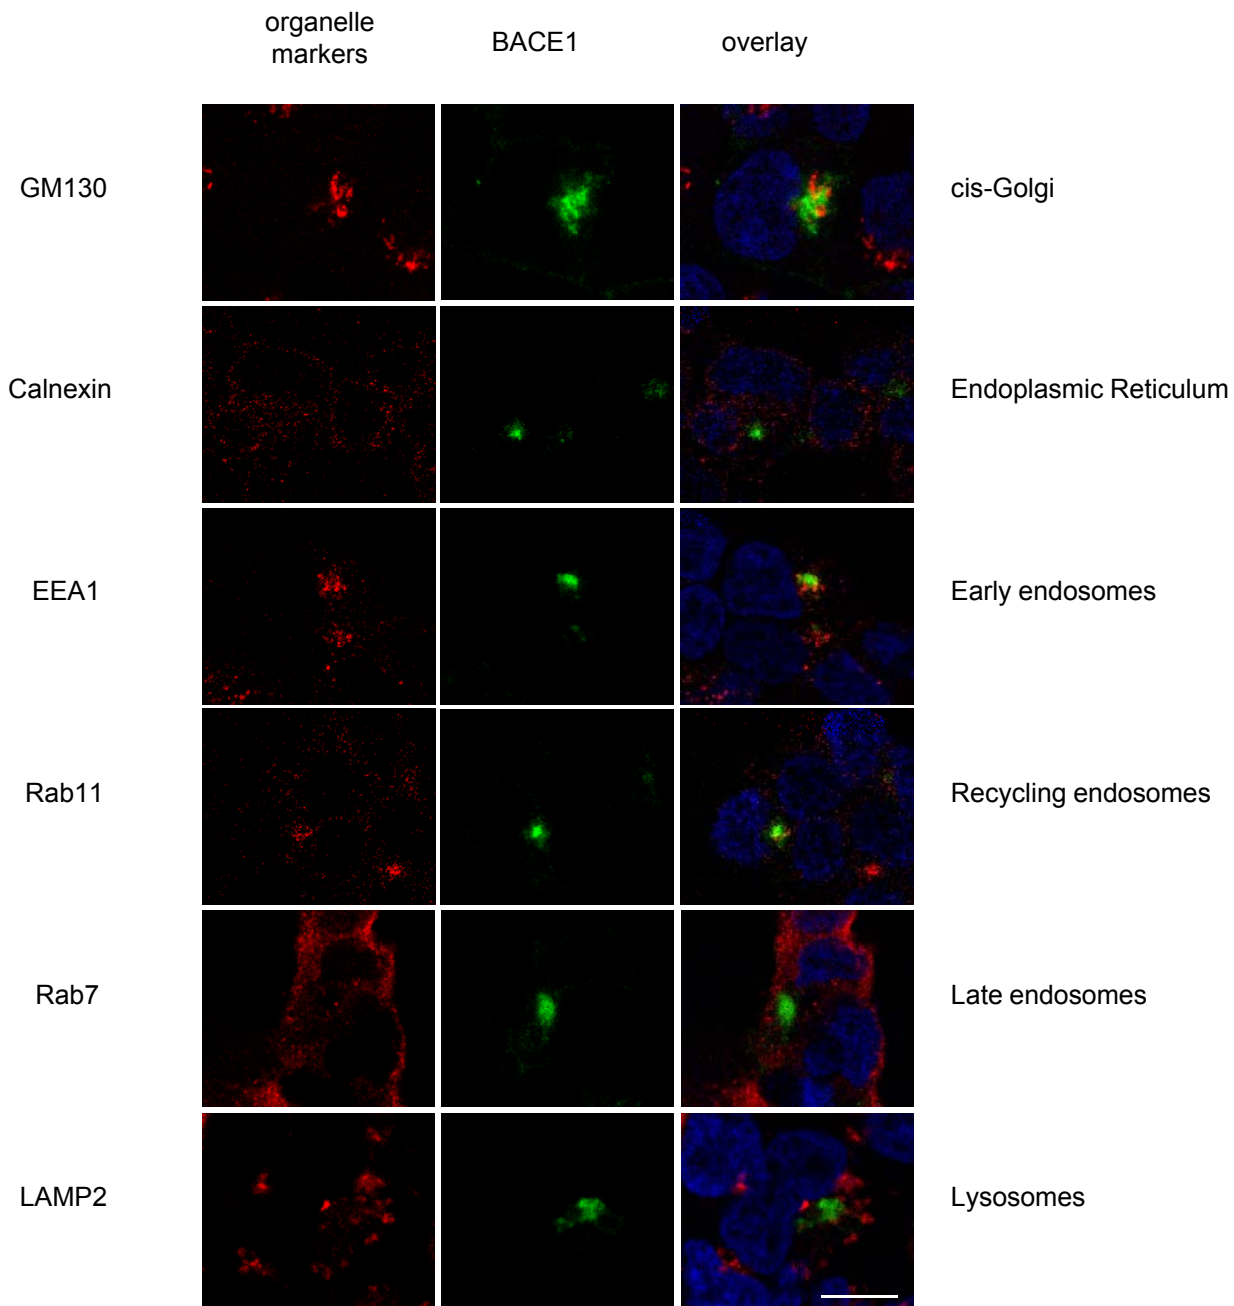 organelle
markers
BACE1
overlay
GM130
cis-Golgi
Calnexin
Endoplasmic Reticulum
EEA1
Early endosomes
Rab11
Recycling endosomes
Rab7
Late endosomes
LAMP2
Lysosomes